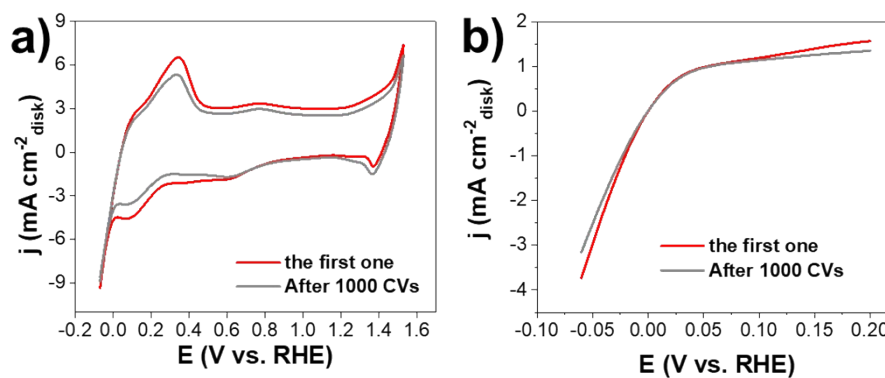 a)
9
6
3
0
-3
-6
-9
j (mA cm⁻²disk)
the first one
After 1000 CVs
-0.2 0.0 0.2 0.4 0.6 0.8 1.0 1.2 1.4 1.6
E (V vs. RHE)
b)
2
1
0
-1
-2
-3
-4
j (mA cm⁻²disk)
the first one
After 1000 CVs
-0.10 -0.05 0.00 0.05 0.10 0.15 0.20
E (V vs. RHE)